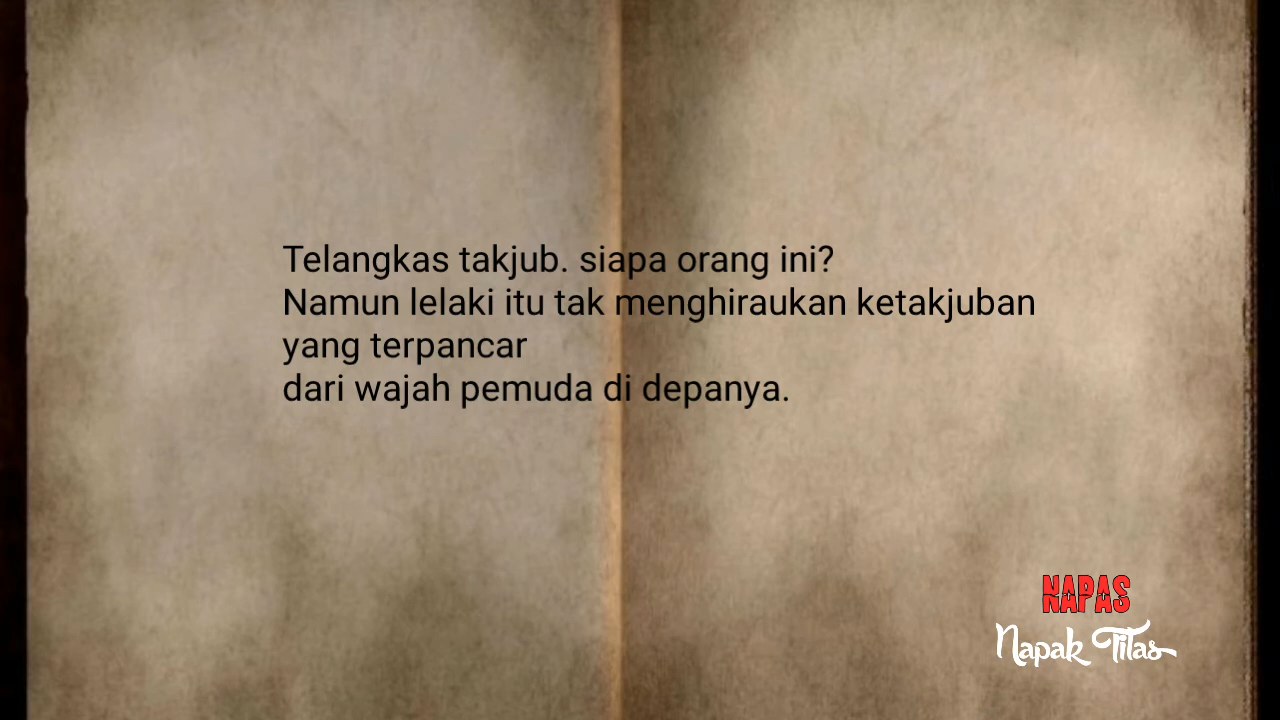 Telangkas takjub. siapa orang ini?
Namun lelaki itu tak menghiraukan ketakjuban
yang terpancar
dari wajah pemuda di depanya.
NAPAS
Napak Tilas